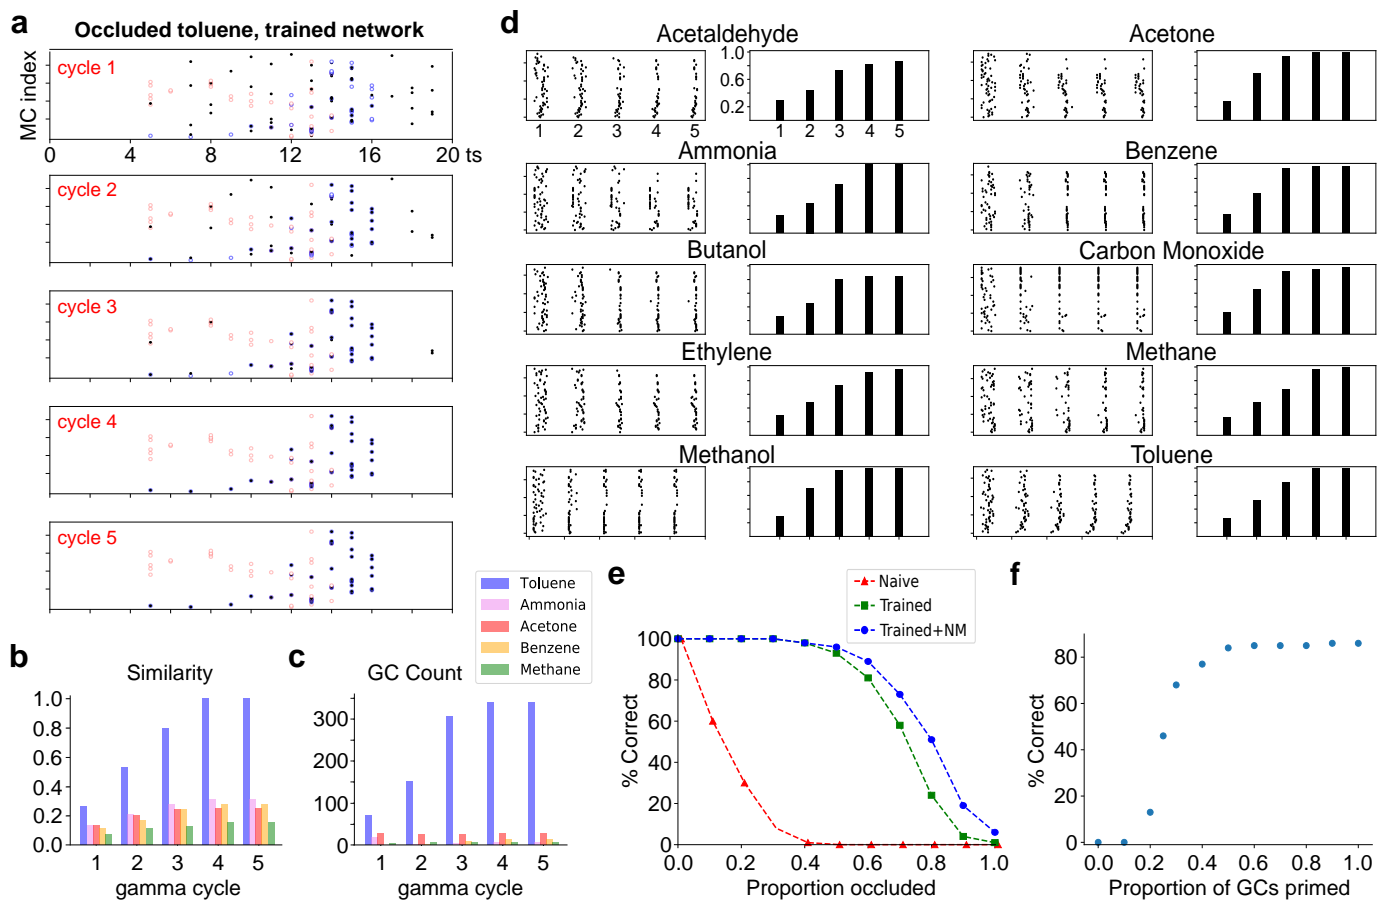 a
Occluded toluene, trained network
MC index
cycle 1
0 4 8 12 16 20 ts
cycle 2
cycle 3
cycle 4
cycle 5
Toluene
Ammonia
Acetone
Benzene
Methane
b
Similarity
1.0
0.8
0.6
0.4
0.2
0.0
1 2 3 4 5
gamma cycle
c
GC Count
300
200
100
0
1 2 3 4 5
gamma cycle
d
Acetaldehyde
1.0
0.6
0.2
1 2 3 4 5
1 2 3 4 5
Acetone
Ammonia
Benzene
Butanol
Carbon Monoxide
Ethylene
Methane
Methanol
Toluene
e
Naive
Trained
Trained+NM
% Correct
100
80
60
40
20
0
0.0 0.2 0.4 0.6 0.8 1.0
Proportion occluded
f
% Correct
80
60
40
20
0
0.0 0.2 0.4 0.6 0.8 1.0
Proportion of GCs primed